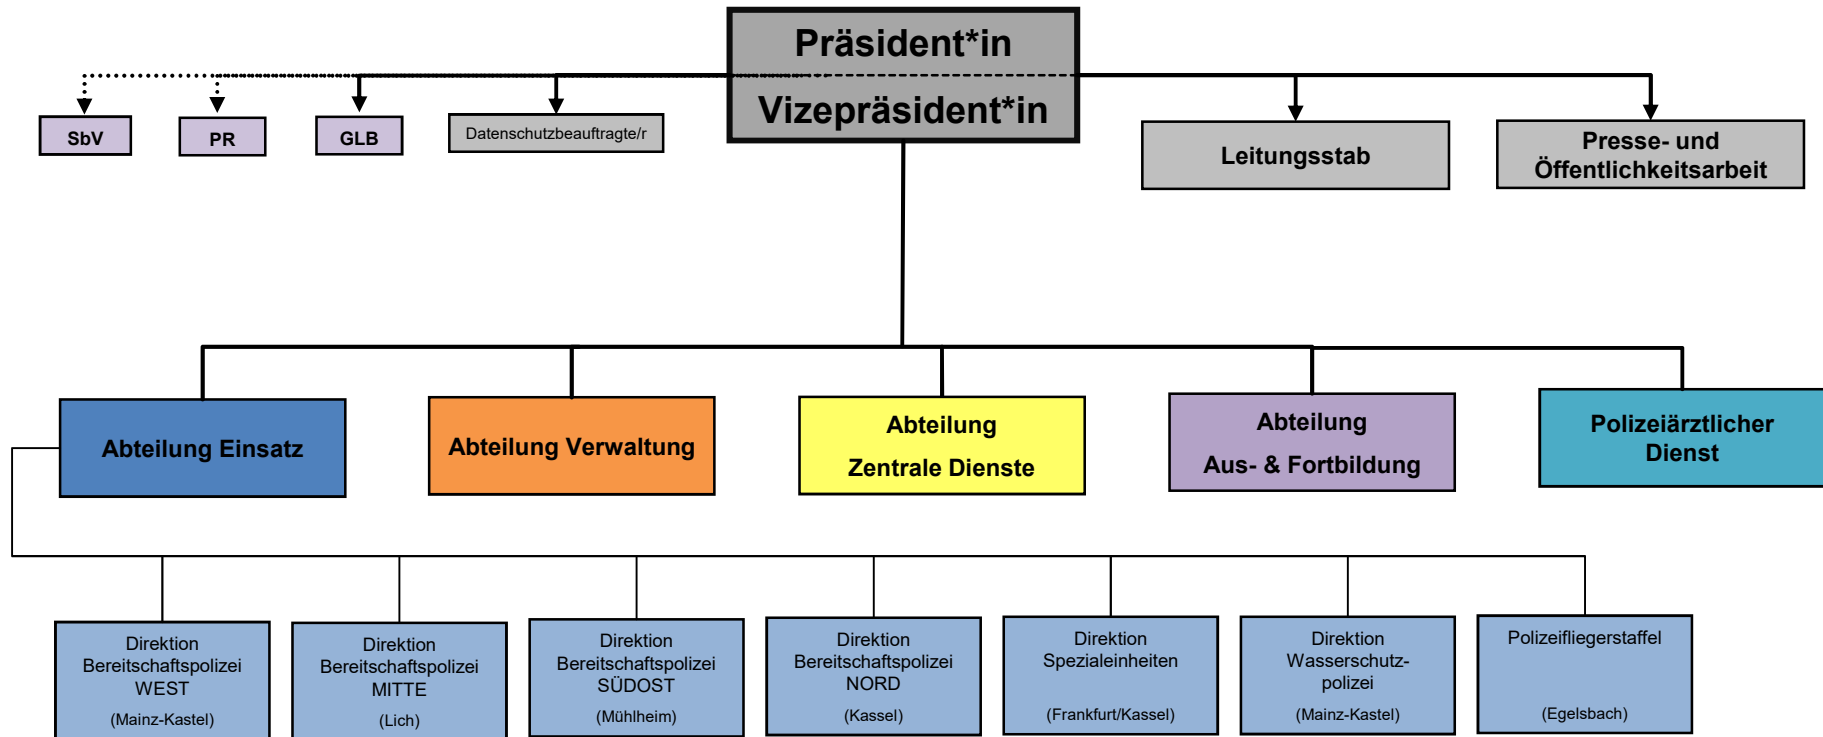 Präsident*in
Vizepräsident*in
SbV
PR
GLB
Datenschutzbeauftragte/r
Leitungsstab
Presse- und
Öffentlichkeitsarbeit
Abteilung Einsatz
Abteilung Verwaltung
Abteilung
Zentrale Dienste
Abteilung
Aus- & Fortbildung
Polizeiärztlicher
Dienst
Direktion
Bereitschaftspolizei
WEST
(Mainz-Kastel)
Direktion
Bereitschaftspolizei
MITTE
(Lich)
Direktion
Bereitschaftspolizei
SÜDOST
(Mühlheim)
Direktion
Bereitschaftspolizei
NORD
(Kassel)
Direktion
Spezialeinheiten
(Frankfurt/Kassel)
Direktion
Wasserschutz-
polizei
(Mainz-Kastel)
Polizeifliegerstaffel
(Egelsbach)